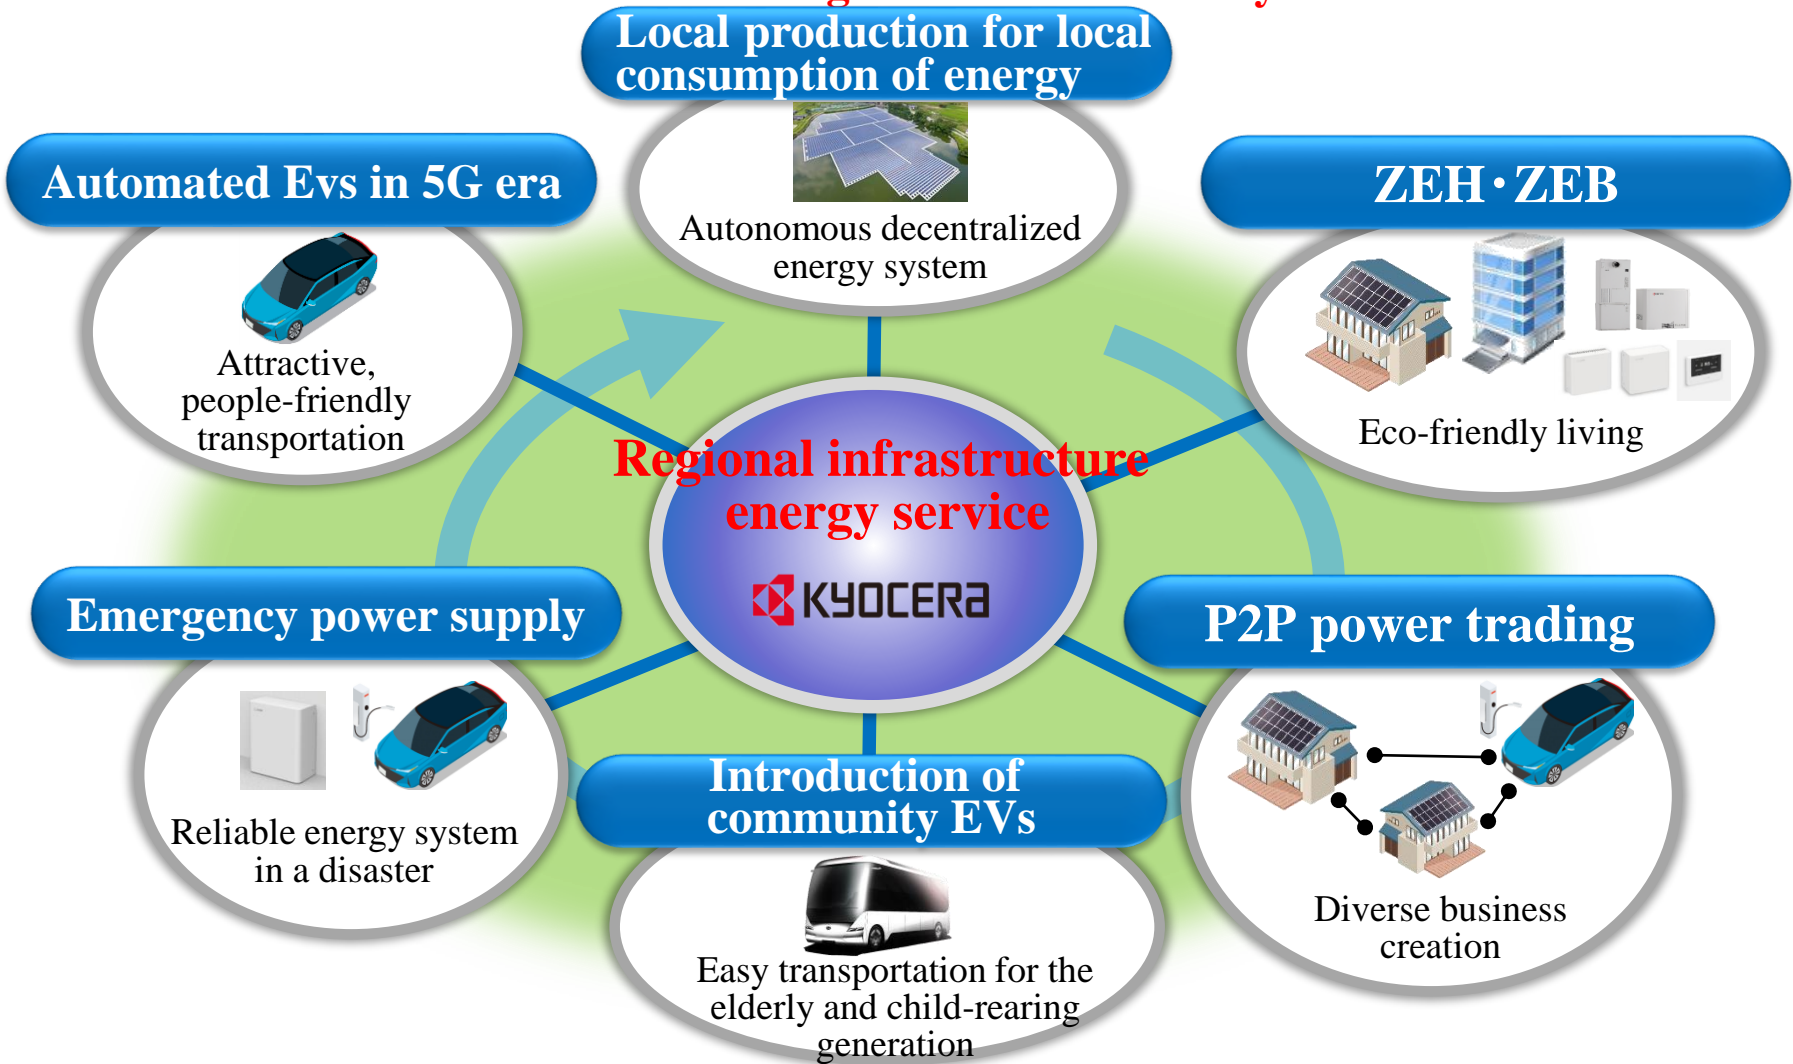 Local production for local
consumption of energy
Autonomous decentralized
energy system
Automated Evs in 5G era
Attractive,
people-friendly
transportation
ZEH・ZEB
Eco-friendly living
Regional infrastructure
energy service
KYOCERA
Emergency power supply
Reliable energy system
in a disaster
P2P power trading
Diverse business
creation
Introduction of
community EVs
Easy transportation for the
elderly and child-rearing
generation